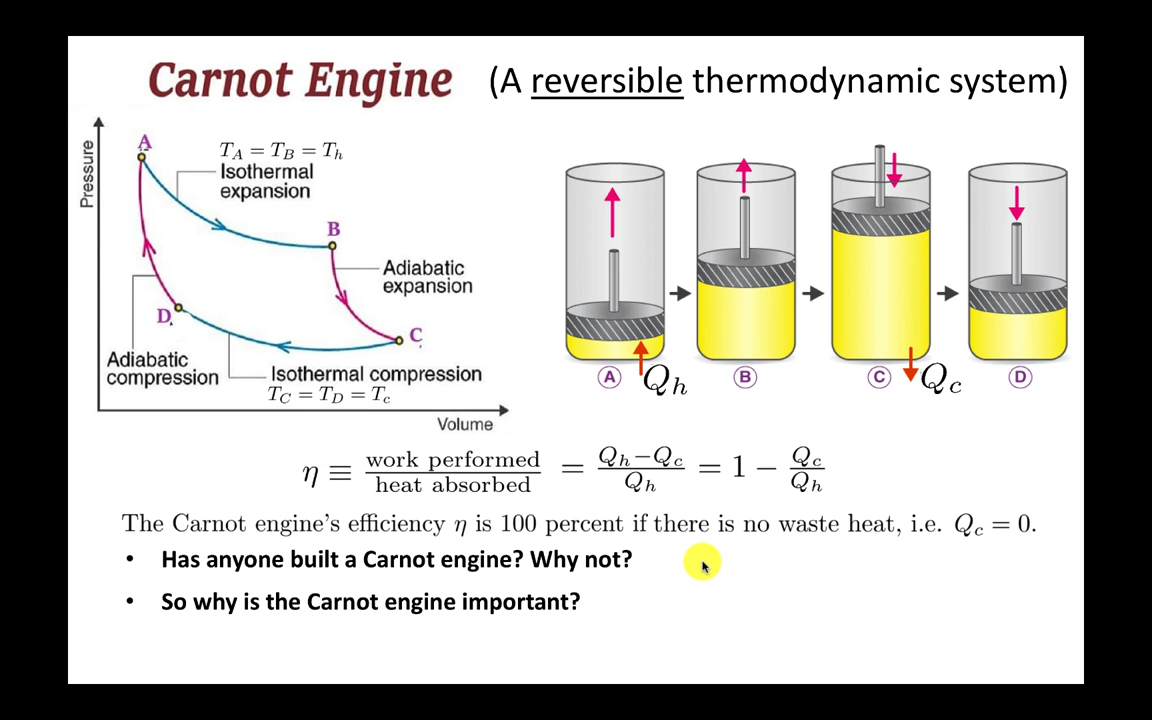 Carnot Engine (A reversible thermodynamic system)
Pressure
A
T_A = T_B = T_h
Isothermal
expansion
B
Adiabatic
expansion
D
C
Adiabatic
compression
Isothermal compression
T_C = T_D = T_c
Volume
A Q_h B C Q_c D
η ≡ work performed / heat absorbed = Q_h − Q_c / Q_h = 1 − Q_c / Q_h
The Carnot engine's efficiency η is 100 percent if there is no waste heat, i.e. Q_c = 0.
• Has anyone built a Carnot engine? Why not?
• So why is the Carnot engine important?